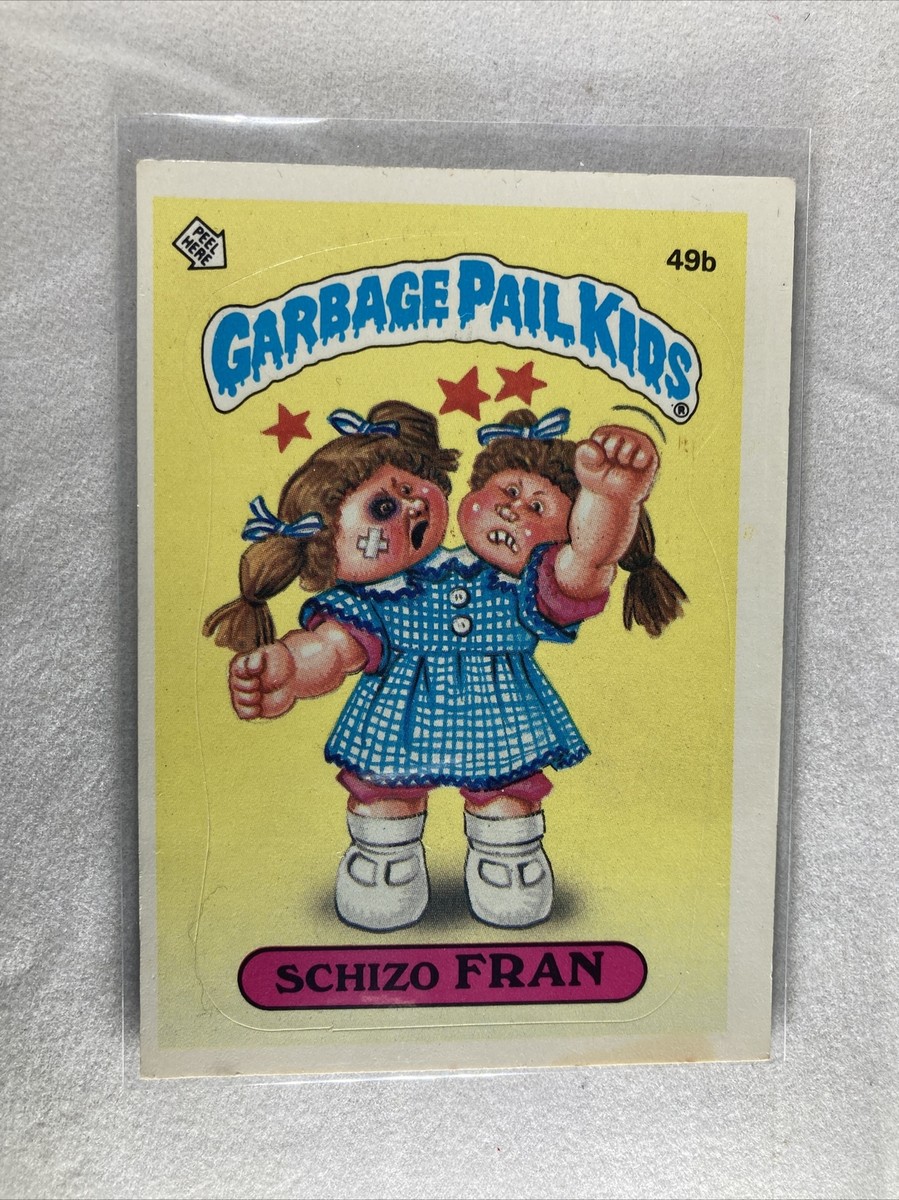 PEEL
HERE
49b
GARBAGE PAIL KIDS
®
SCHIZO FRAN